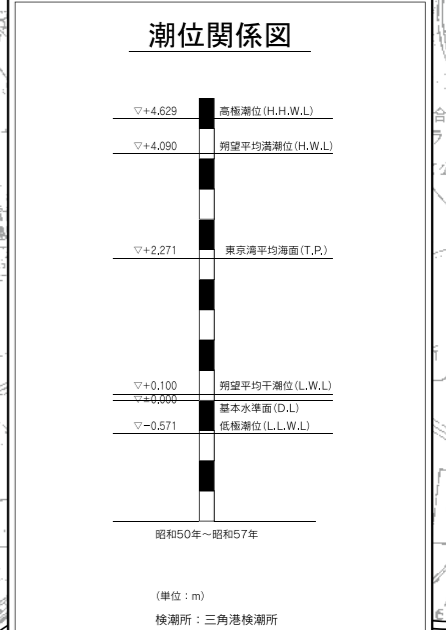 潮位関係図
▽+4.629 高極潮位(H.H.W.L)
▽+4.090 朔望平均溝潮位(H.W.L)
▽+2.271 東京湾平均海面(T.P.)
▽+0.100 朔望平均干潮位(L.W.L)
▽±0.000 基本水準面(D.L)
▽−0.571 低極潮位(L.L.W.L)
昭和50年～昭和57年
(単位：m)
検潮所：三角港検潮所